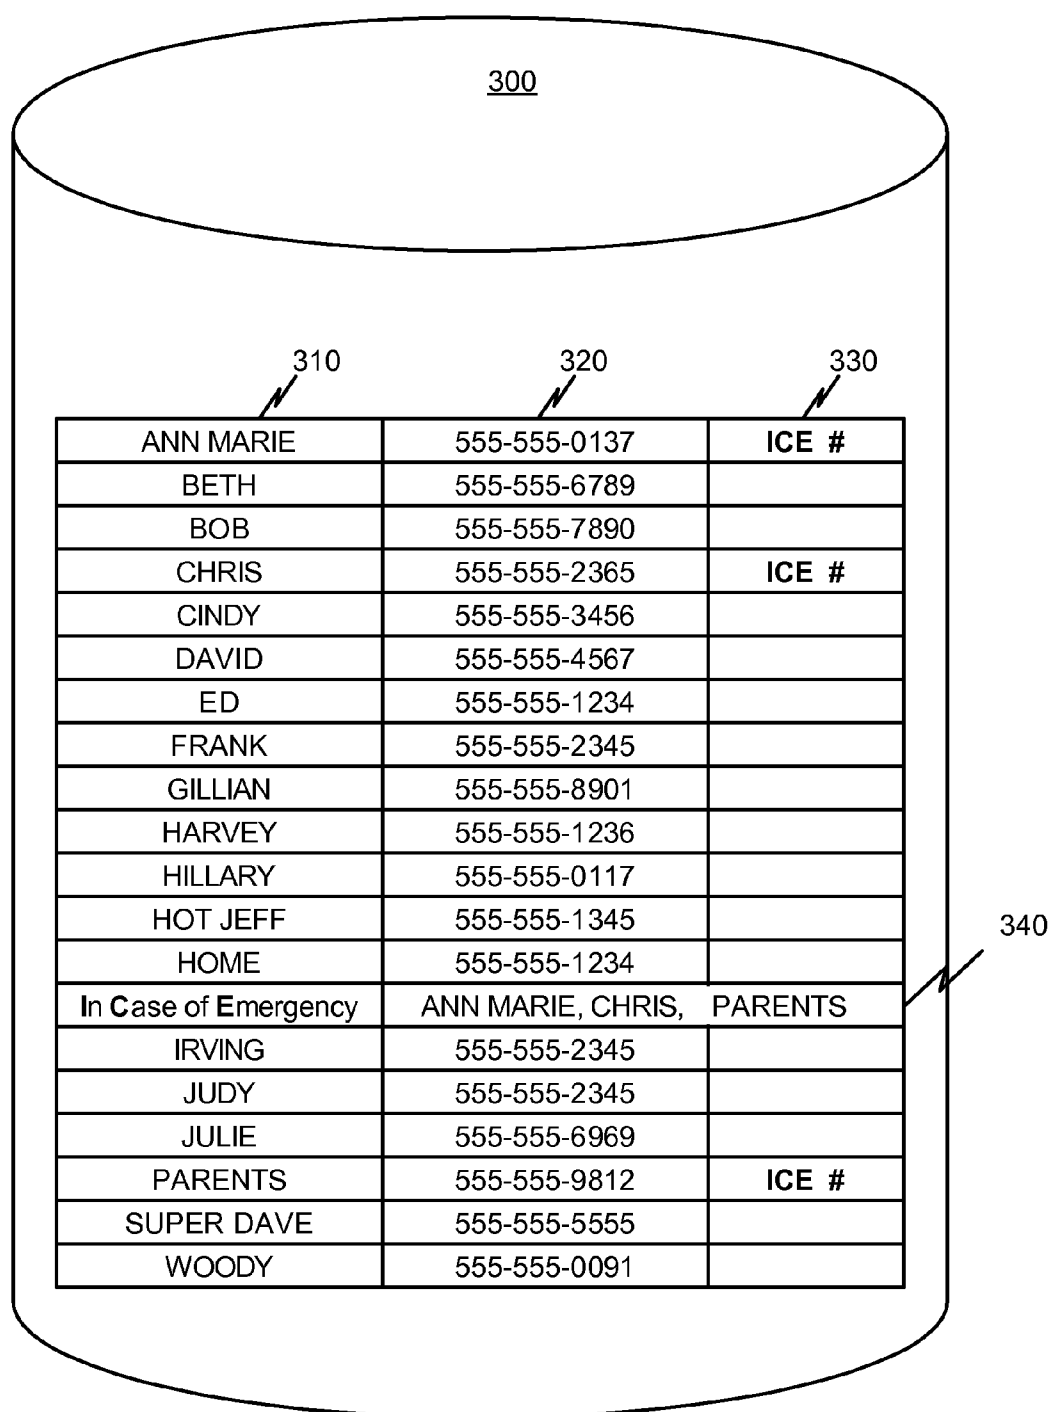 300
310 320 330
ANN MARIE 555-555-0137 ICE #
BETH 555-555-6789
BOB 555-555-7890
CHRIS 555-555-2365 ICE #
CINDY 555-555-3456
DAVID 555-555-4567
ED 555-555-1234
FRANK 555-555-2345
GILLIAN 555-555-8901
HARVEY 555-555-1236
HILLARY 555-555-0117
HOT JEFF 555-555-1345
340
HOME 555-555-1234
In Case of Emergency ANN MARIE, CHRIS, PARENTS
IRVING 555-555-2345
JUDY 555-555-2345
JULIE 555-555-6969
PARENTS 555-555-9812 ICE #
SUPER DAVE 555-555-5555
WOODY 555-555-0091